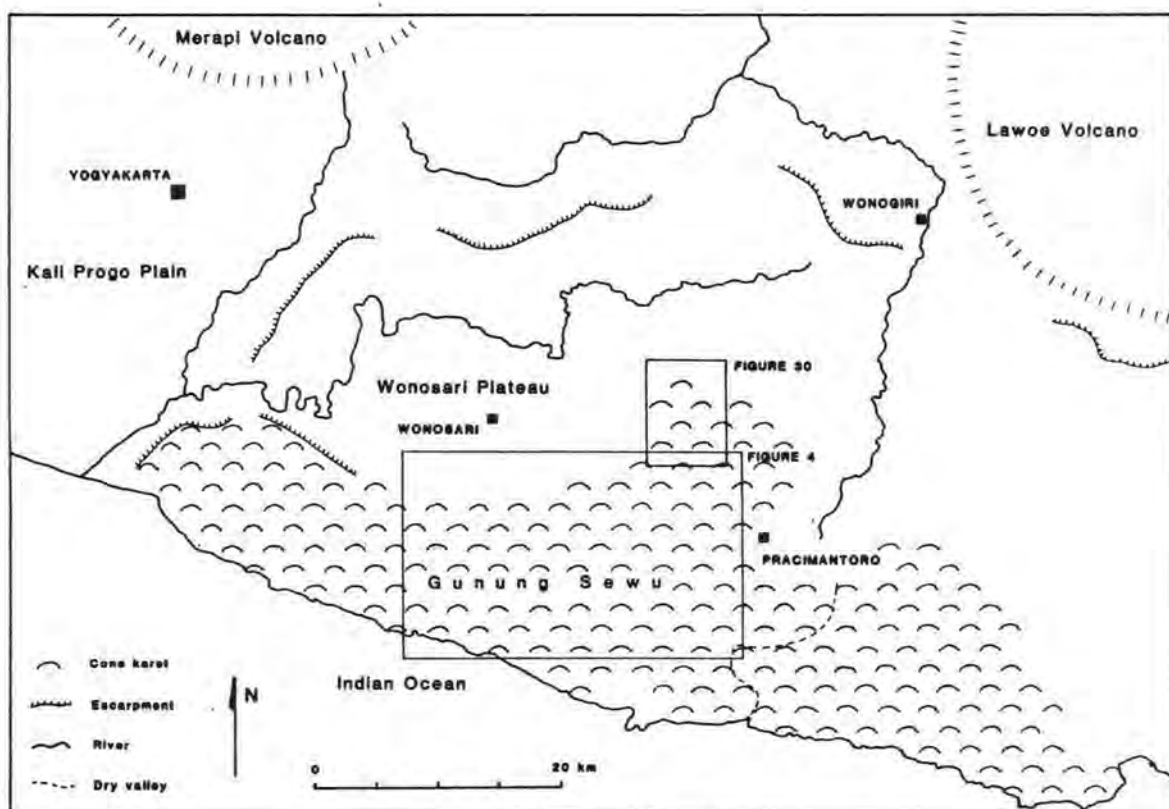 Merapi Volcano
Lawoe Volcano
YOGYAKARTA
WONOGIRI
Kali Progo Plain
FIGURE 30
Wonosari Plateau
WONOSARI
FIGURE 4
PRACIMANTORO
Gunung Sewu
Indian Ocean
Cone karst
Escarpment
N
River
0 20 km
Dry valley